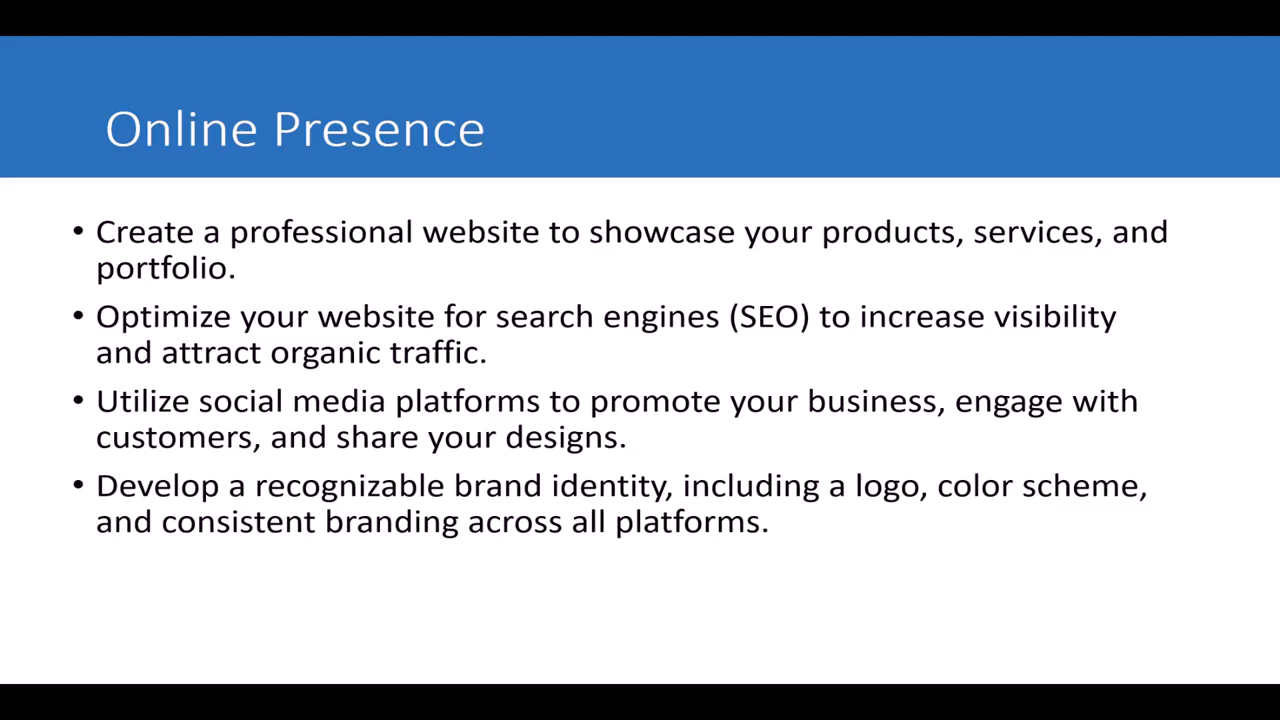 Online Presence
• Create a professional website to showcase your products, services, and
portfolio.
• Optimize your website for search engines (SEO) to increase visibility
and attract organic traffic.
• Utilize social media platforms to promote your business, engage with
customers, and share your designs.
• Develop a recognizable brand identity, including a logo, color scheme,
and consistent branding across all platforms.